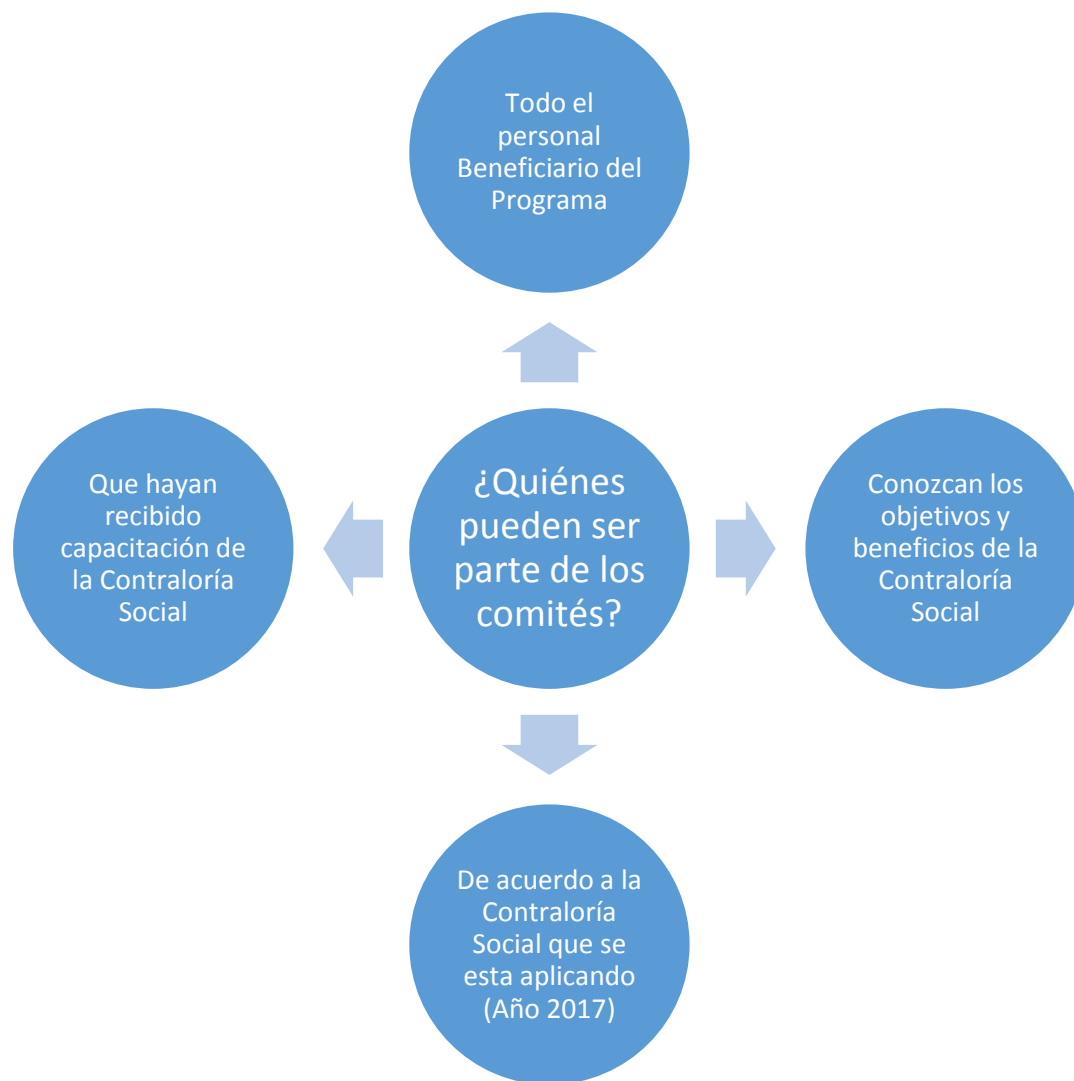 Todo el
personal
Beneficiario del
Programa
Que hayan
recibido
capacitación de
la Contraloría
Social
¿Quiénes
pueden ser
parte de los
comités?
Conozcan los
objetivos y
beneficios de la
Contraloría
Social
De acuerdo a la
Contraloría
Social que se
esta aplicando
(Año 2017)